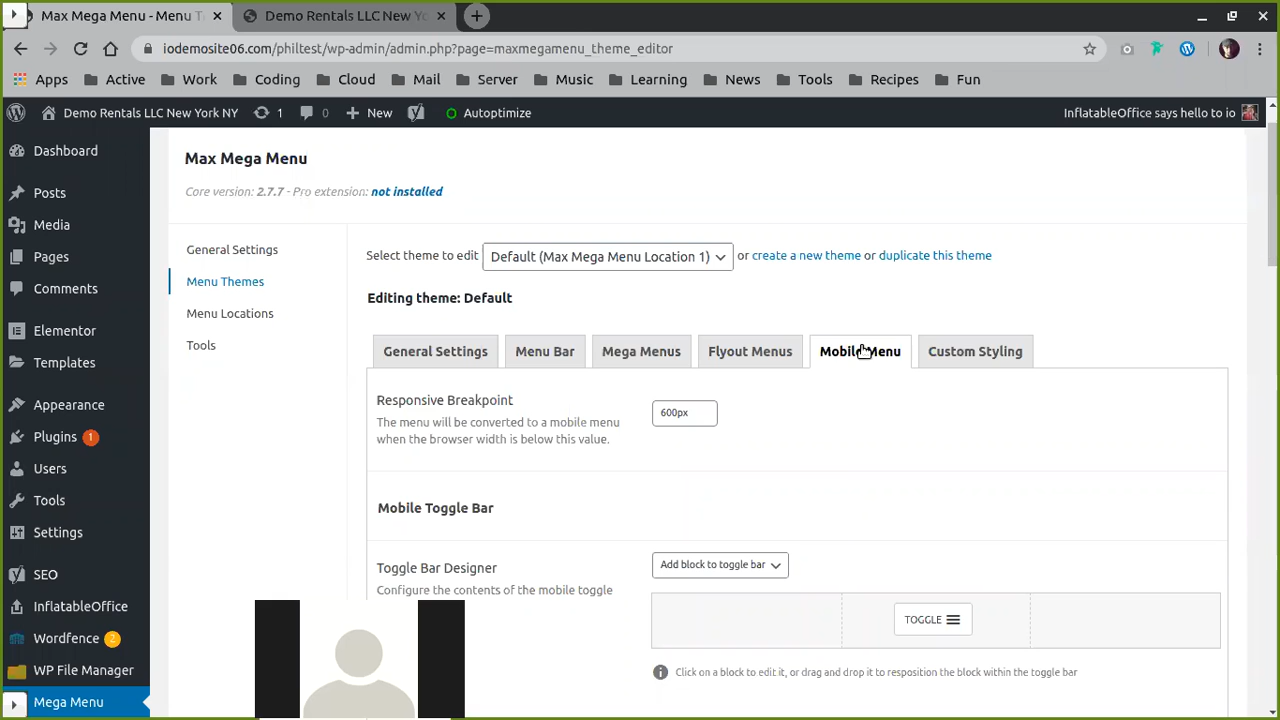 Max Mega Menu - Menu T
Demo Rentals LLC New Yo
iodemosite06.com/philtest/wp-admin/admin.php?page=maxmegamenu_theme_editor
Apps Active Work Coding Cloud Mail Server Music Learning News Tools Recipes Fun
Demo Rentals LLC New York NY 1 0 New Autoptimize InflatableOffice says hello to io
Dashboard
Posts
Media
Pages
Comments
Elementor
Templates
Appearance
Plugins 1
Users
Tools
Settings
SEO
InflatableOffice
Wordfence 2
WP File Manager
Mega Menu
Max Mega Menu
Core version: 2.7.7 - Pro extension: not installed
General Settings
Menu Themes
Menu Locations
Tools
Select theme to edit Default (Max Mega Menu Location 1) or create a new theme or duplicate this theme
Editing theme: Default
General Settings Menu Bar Mega Menus Flyout Menus Mobile Menu Custom Styling
Responsive Breakpoint
The menu will be converted to a mobile menu
when the browser width is below this value.
600px
Mobile Toggle Bar
Toggle Bar Designer
Configure the contents of the mobile toggle
Add block to toggle bar
TOGGLE
Click on a block to edit it, or drag and drop it to resposition the block within the toggle bar